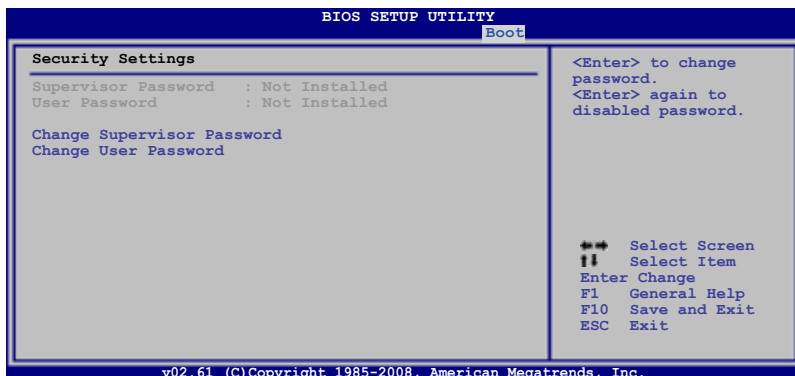 BIOS SETUP UTILITY
Boot
Security Settings
Supervisor Password : Not Installed
User Password : Not Installed
Change Supervisor Password
Change User Password
<Enter> to change
password.
<Enter> again to
disabled password.
Select Screen
Select Item
Enter Change
F1 General Help
F10 Save and Exit
ESC Exit
v02.61 (C)Copyright 1985-2008, American Megatrends, Inc.